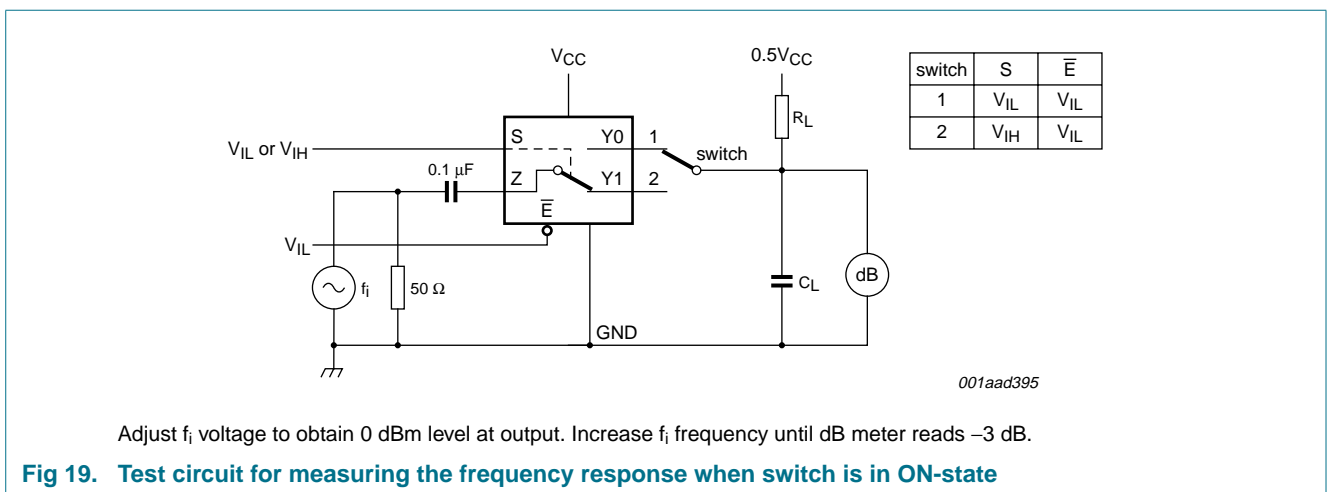 VCC
0.5VCC
switch S E̅
1 VIL VIL
2 VIH VIL
RL
S Y0 1
switch
VIL or VIH
0.1 μF
Z Y1 2
E̅
VIL
fi
50 Ω
CL
dB
GND
001aad395
Adjust fi voltage to obtain 0 dBm level at output. Increase fi frequency until dB meter reads −3 dB.
Fig 19. Test circuit for measuring the frequency response when switch is in ON-state